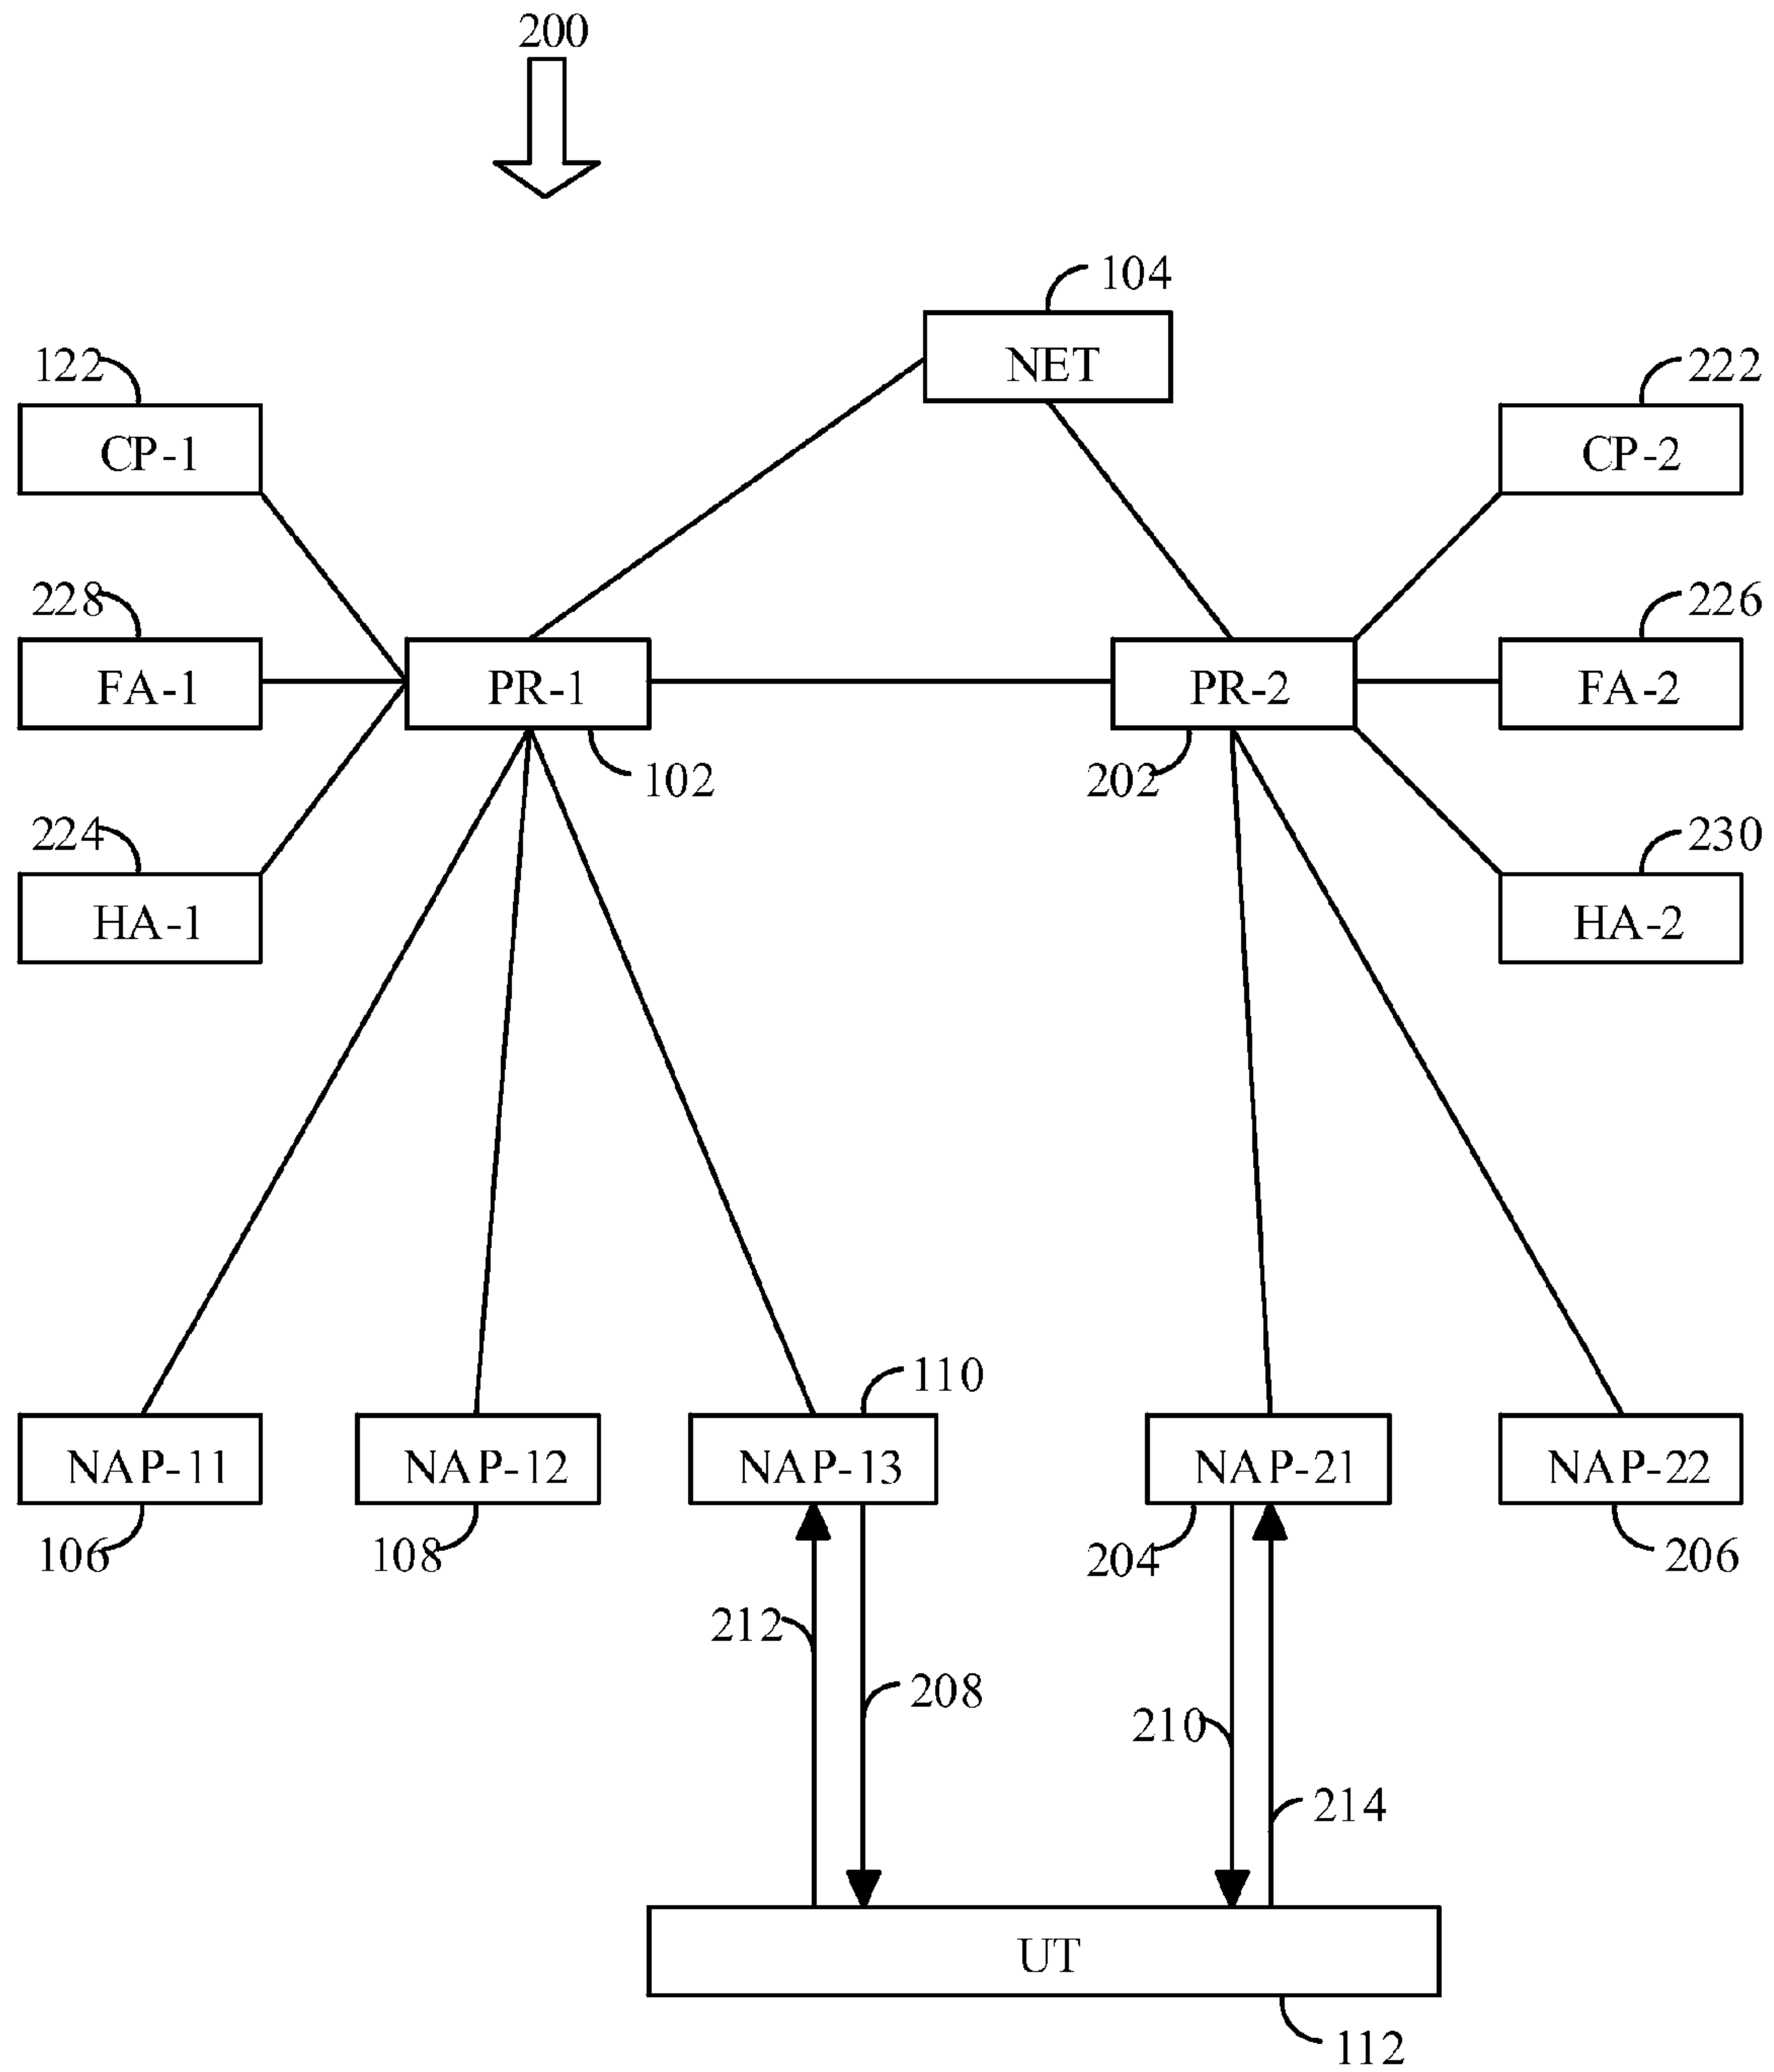 200
104
NET
122
222
CP-1
CP-2
228
226
FA-1
PR-1
PR-2
FA-2
102
202
224
230
HA-1
HA-2
110
NAP-11
NAP-12
NAP-13
NAP-21
NAP-22
106
108
204
206
212
208
210
214
UT
112